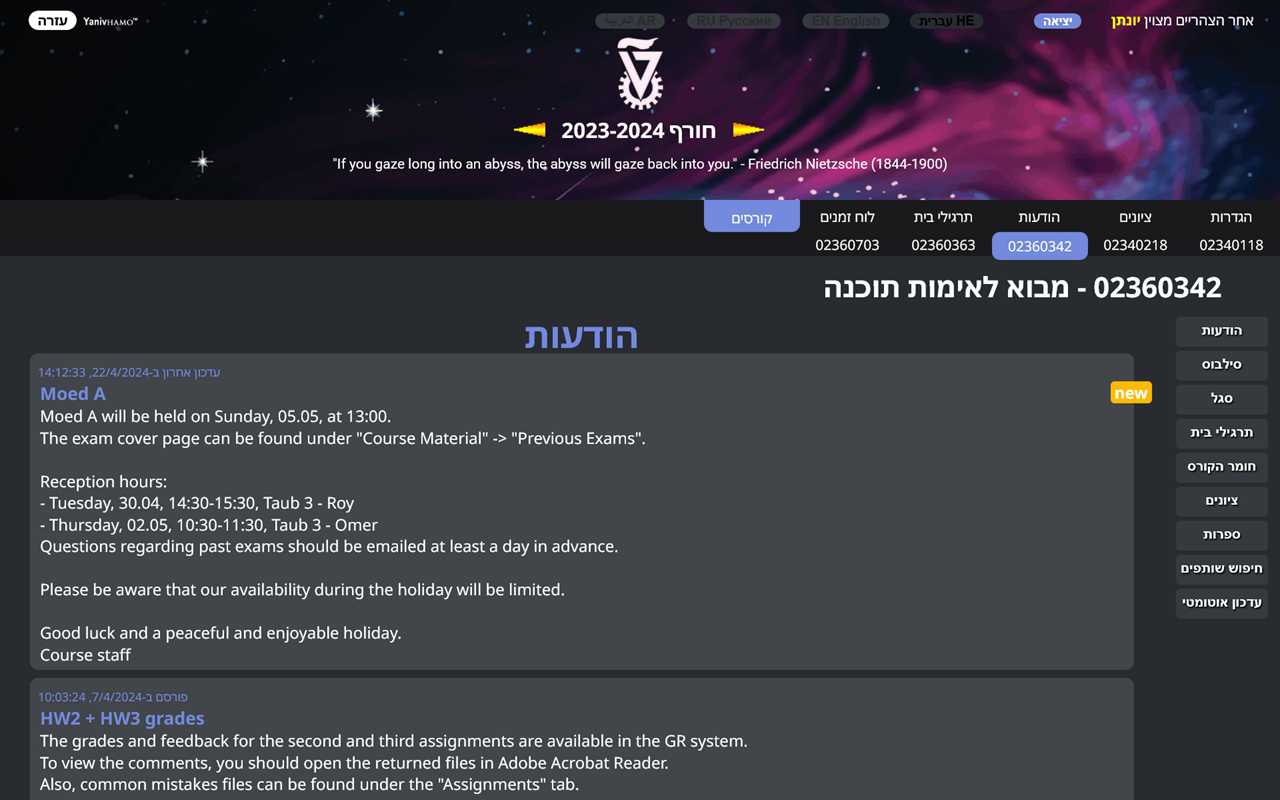 אחר הצהריים מצוין יונתן
יציאה
HE עברית
EN English
RU Русский
AR العربية
YanivHAMO™
עזרה
חורף 2023-2024
"If you gaze long into an abyss, the abyss will gaze back into you." - Friedrich Nietzsche (1844-1900)
הגדרות
ציונים
הודעות
תרגילי בית
לוח זמנים
קורסים
02340118
02340218
02360342
02360363
02360703
02360342 - מבוא לאימות תוכנה
הודעות
סילבוס
סגל
תרגילי בית
חומר הקורס
ציונים
ספרות
חיפוש שותפים
עדכון אוטומטי
הודעות
עדכון אחרון ב-22/4/2024, 14:12:33
new
Moed A
Moed A will be held on Sunday, 05.05, at 13:00.
The exam cover page can be found under "Course Material" -> "Previous Exams".
Reception hours:
- Tuesday, 30.04, 14:30-15:30, Taub 3 - Roy
- Thursday, 02.05, 10:30-11:30, Taub 3 - Omer
Questions regarding past exams should be emailed at least a day in advance.
Please be aware that our availability during the holiday will be limited.
Good luck and a peaceful and enjoyable holiday.
Course staff
פורסם ב-7/4/2024, 10:03:24
HW2 + HW3 grades
The grades and feedback for the second and third assignments are available in the GR system.
To view the comments, you should open the returned files in Adobe Acrobat Reader.
Also, common mistakes files can be found under the "Assignments" tab.